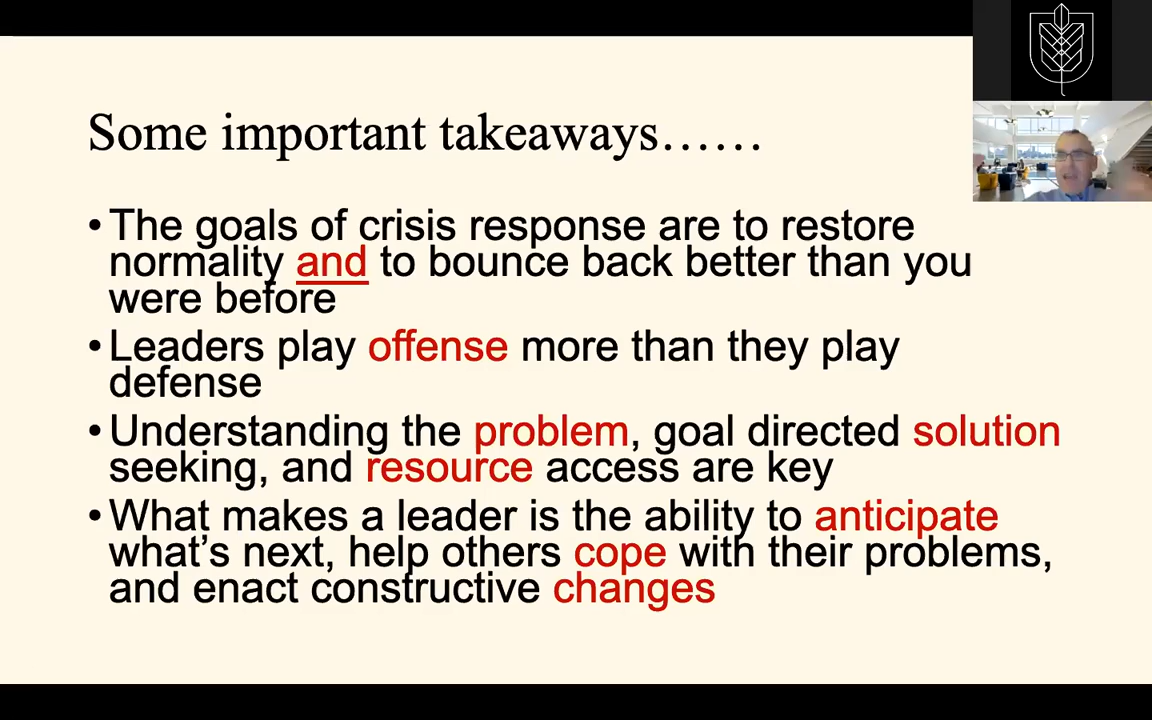 Some important takeaways……
•The goals of crisis response are to restore
normality and to bounce back better than you
were before
•Leaders play offense more than they play
defense
•Understanding the problem, goal directed solution
seeking, and resource access are key
•What makes a leader is the ability to anticipate
what’s next, help others cope with their problems,
and enact constructive changes